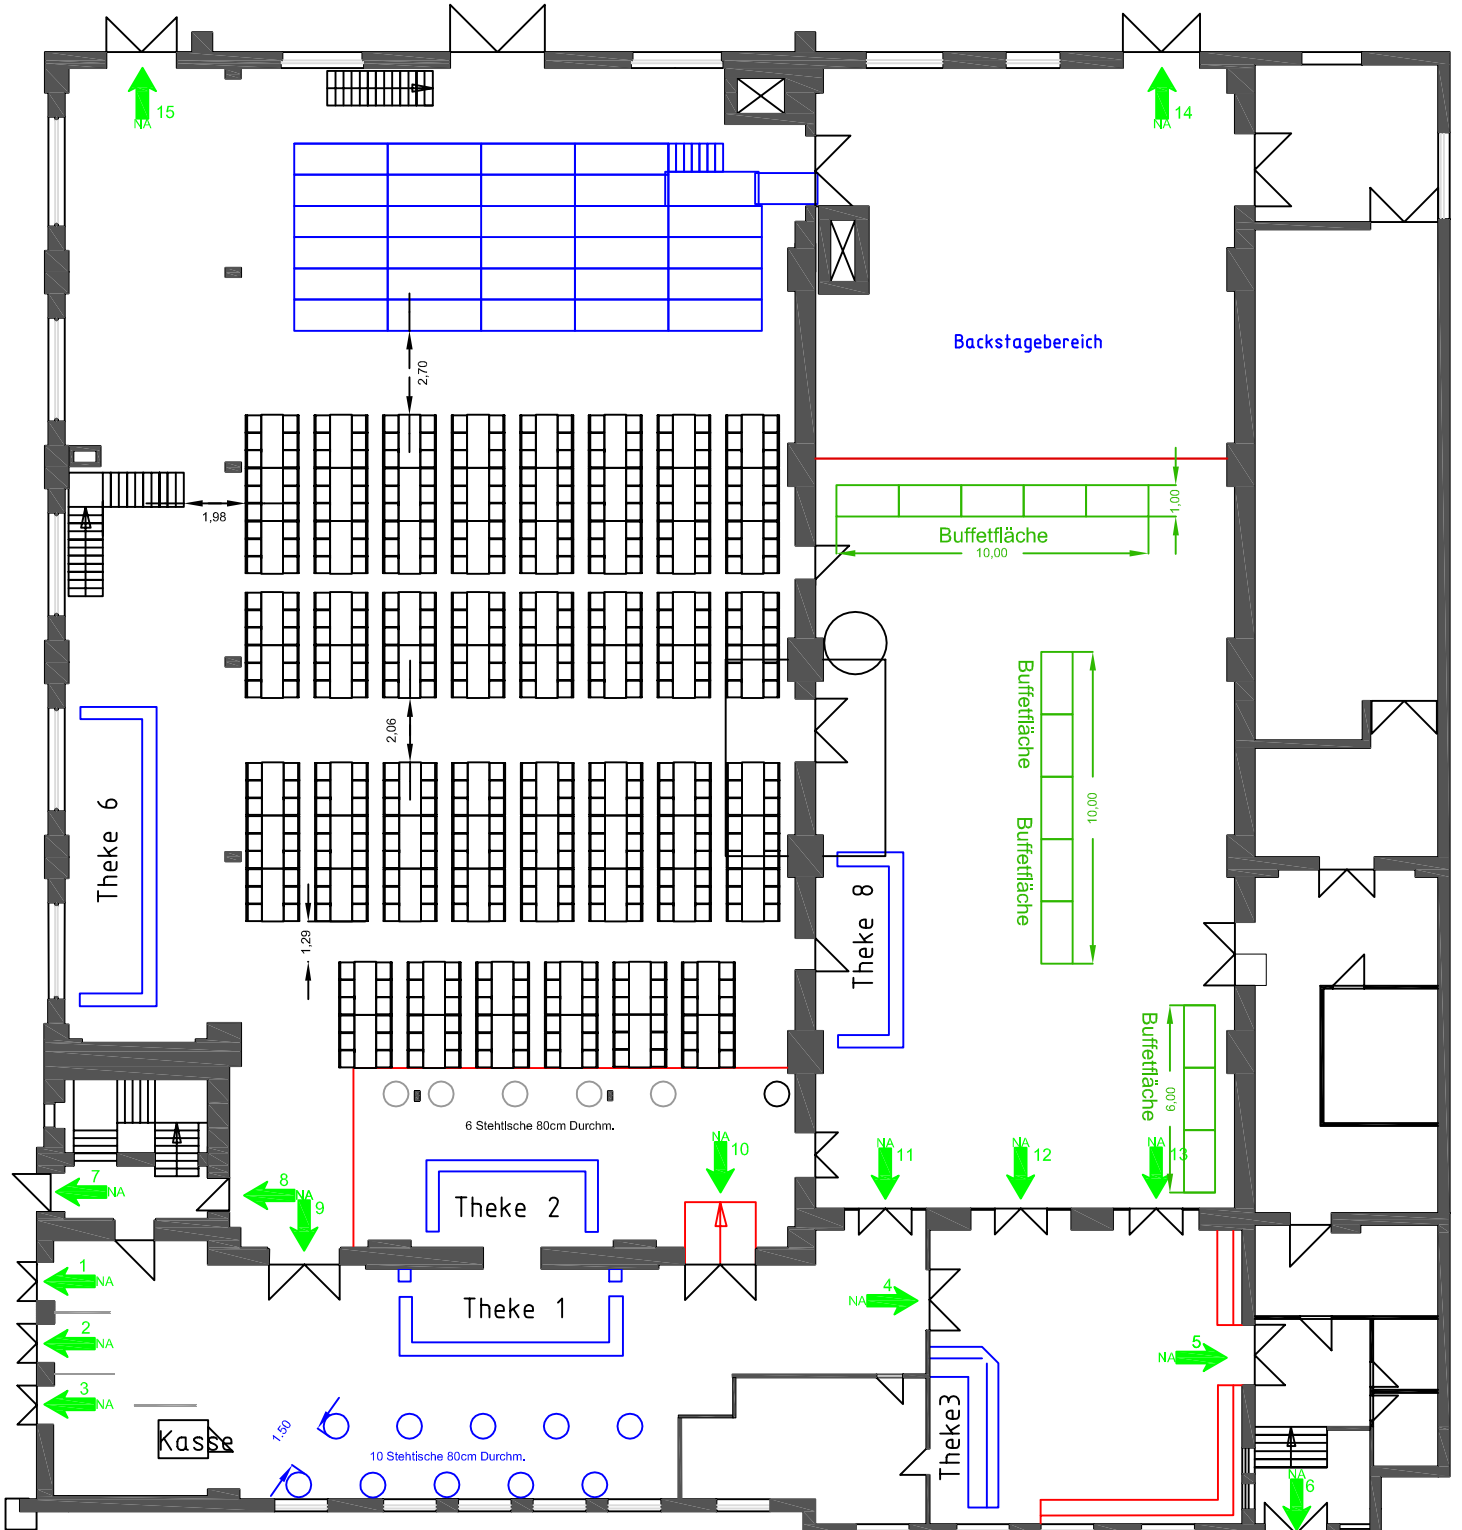 15
NA
14
NA
Backstagebereich
2,70
1,98
1,00
Buffetfläche
10,00
2,06
Buffetfläche
10,00
Buffetfläche
Theke 6
Theke 8
1,29
Buffetfläche
6,00
6 Stehtische 80cm Durchm.
NA
10
NA
11
NA
12
NA
13
7
NA
8
NA
9
Theke 2
1
NA
2
NA
3
NA
Theke 1
4
NA
5
NA
Theke3
1.50
10 Stehtische 80cm Durchm.
Kasse
NA
6